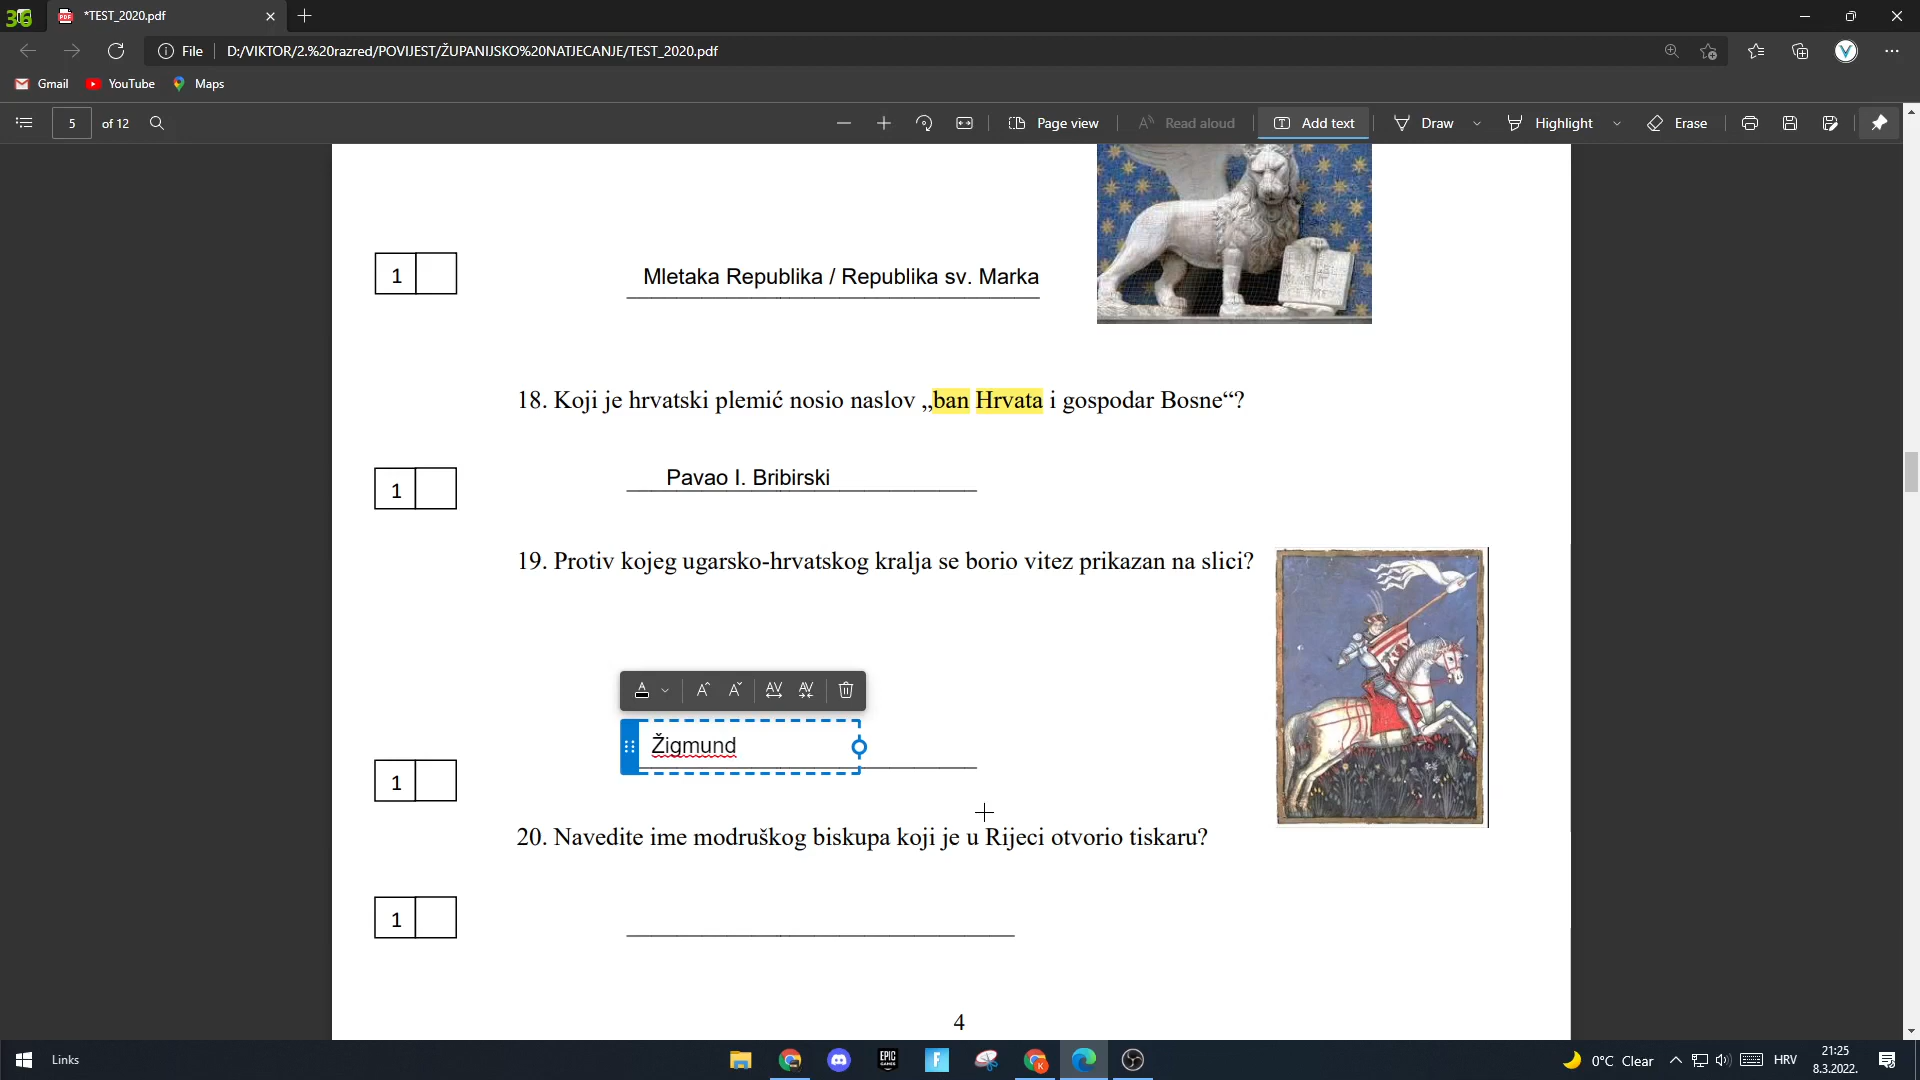 36
*TEST_2020.pdf
File
D:/VIKTOR/2.%20razred/POVIJEST/ŽUPANIJSKO%20NATJECANJE/TEST_2020.pdf
V
Gmail
YouTube
Maps
5 of 12
Page view
Read aloud
Add text
Draw
Highlight
Erase
1
Mletaka Republika / Republika sv. Marka
18. Koji je hrvatski plemić nosio naslov „ban Hrvata i gospodar Bosne“?
1
Pavao I. Bribirski
19. Protiv kojeg ugarsko-hrvatskog kralja se borio vitez prikazan na slici?
Žigmund
1
20. Navedite ime modruškog biskupa koji je u Rijeci otvorio tiskaru?
1
4
Links
EPIC GAMES
0°C Clear
HRV
21:25
8.3.2022.